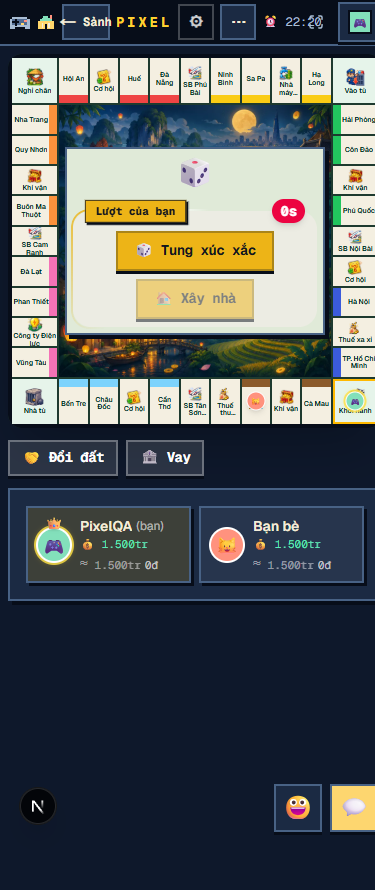 ← Sảnh
PIXEL
22:20
Nghỉ chân
Hội An
Cơ hội
Huế
Đà Nẵng
SB Phú Bài
Ninh Bình
Sa Pa
Nhà máy...
Hạ Long
Vào tù
Nha Trang
Quy Nhơn
Khí vận
Buôn Ma Thuột
SB Cam Ranh
Đà Lạt
Phan Thiết
Công ty Điện lực
Vũng Tàu
Hải Phòng
Côn Đảo
Khí vận
Phú Quốc
SB Nội Bài
Cơ hội
Hà Nội
Thuế xa xỉ
TP. Hồ Chí Minh
Lượt của bạn
0s
Tung xúc xắc
Xây nhà
Nhà tù
Bến Tre
Châu Đốc
Cơ hội
Cần Thơ
SB Tân Sơn...
Thuế thu...
Khí vận
Cà Mau
Đổi đất
Vay
PixelQA (bạn)
1.500tr
≈ 1.500tr 0đ
Bạn bè
1.500tr
≈ 1.500tr 0đ
N